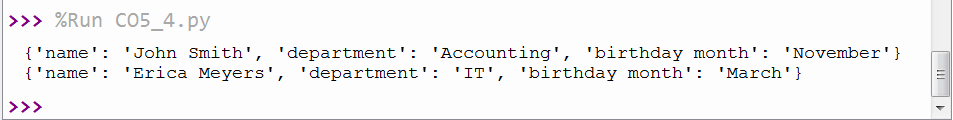 >>> %Run CO5_4.py
{'name': 'John Smith', 'department': 'Accounting', 'birthday month': 'November'}
{'name': 'Erica Meyers', 'department': 'IT', 'birthday month': 'March'}
>>>